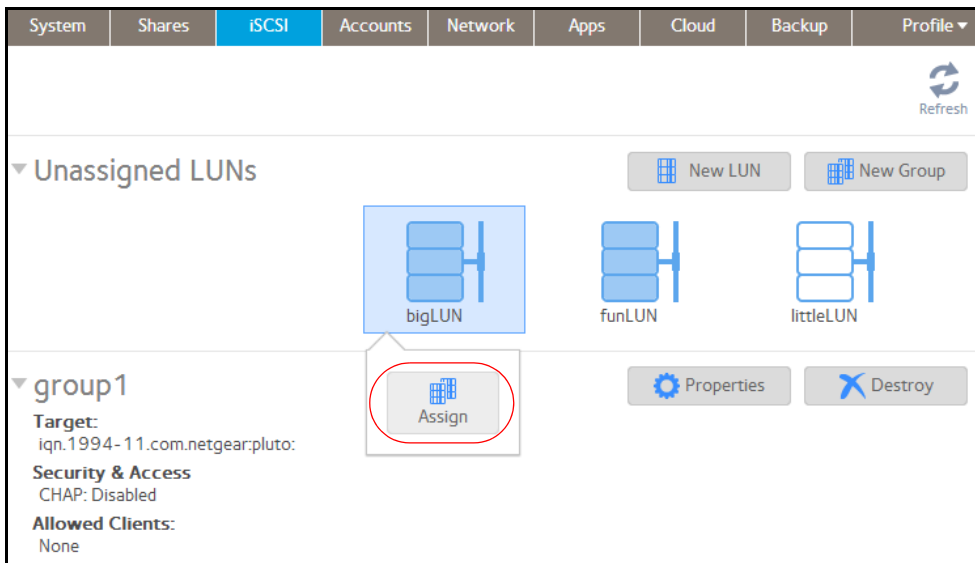 System Shares iSCSI Accounts Network Apps Cloud Backup Profile
Refresh
Unassigned LUNs
New LUN New Group
bigLUN funLUN littleLUN
group1
Properties Destroy
Assign
Target:
iqn.1994-11.com.netgear:pluto:
Security & Access
CHAP: Disabled
Allowed Clients:
None